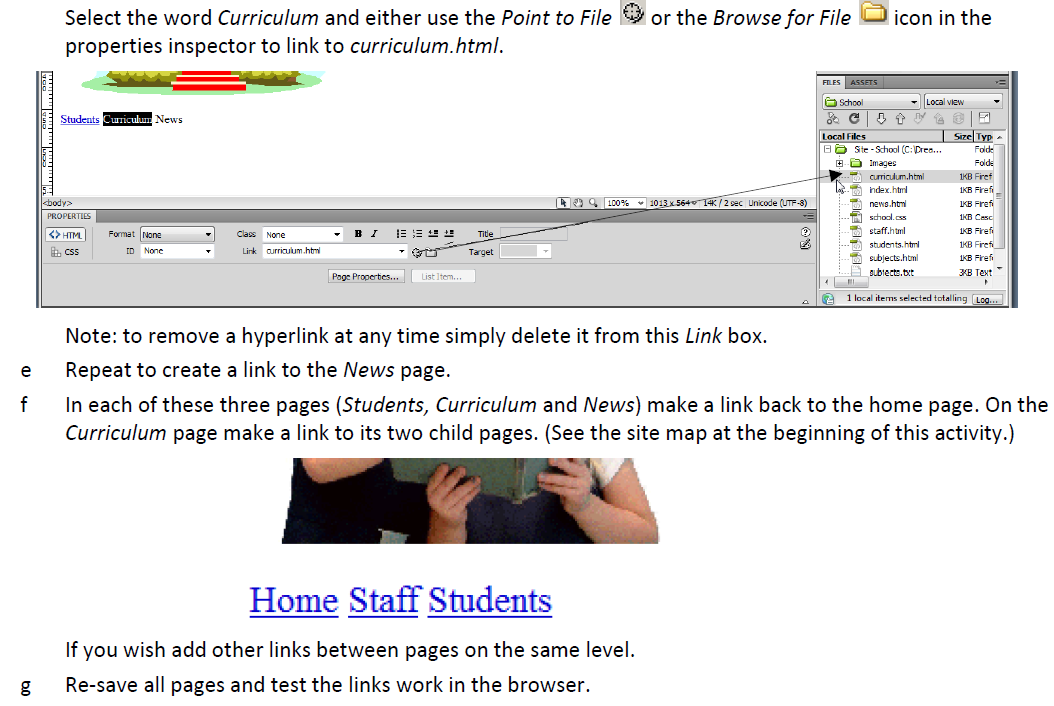 Select the word Curriculum and either use the Point to File or the Browse for File icon in the
properties inspector to link to curriculum.html.
Students Curriculum News
<body>
100% 1013 x 564 14K / 2 sec Unicode (UTF-8)
PROPERTIES
<> HTML Format None Class None B I Title
CSS ID None Link curriculum.html Target
Page Properties... List Item...
FILES ASSETS
School Local view
Local Files Size Typ
Site - School (C:\Drea... Folde
Images Folde
curriculum.html 1KB Firef
index.html 1KB Firef
news.html 1KB Firef
school.css 1KB Casc
staff.html 1KB Firef
students.html 1KB Firef
subjects.html 1KB Firef
subjects.txt 3KB Text
1 local items selected totalling Log...
Note: to remove a hyperlink at any time simply delete it from this Link box.
e Repeat to create a link to the News page.
f In each of these three pages (Students, Curriculum and News) make a link back to the home page. On the
Curriculum page make a link to its two child pages. (See the site map at the beginning of this activity.)
Home Staff Students
If you wish add other links between pages on the same level.
g Re-save all pages and test the links work in the browser.